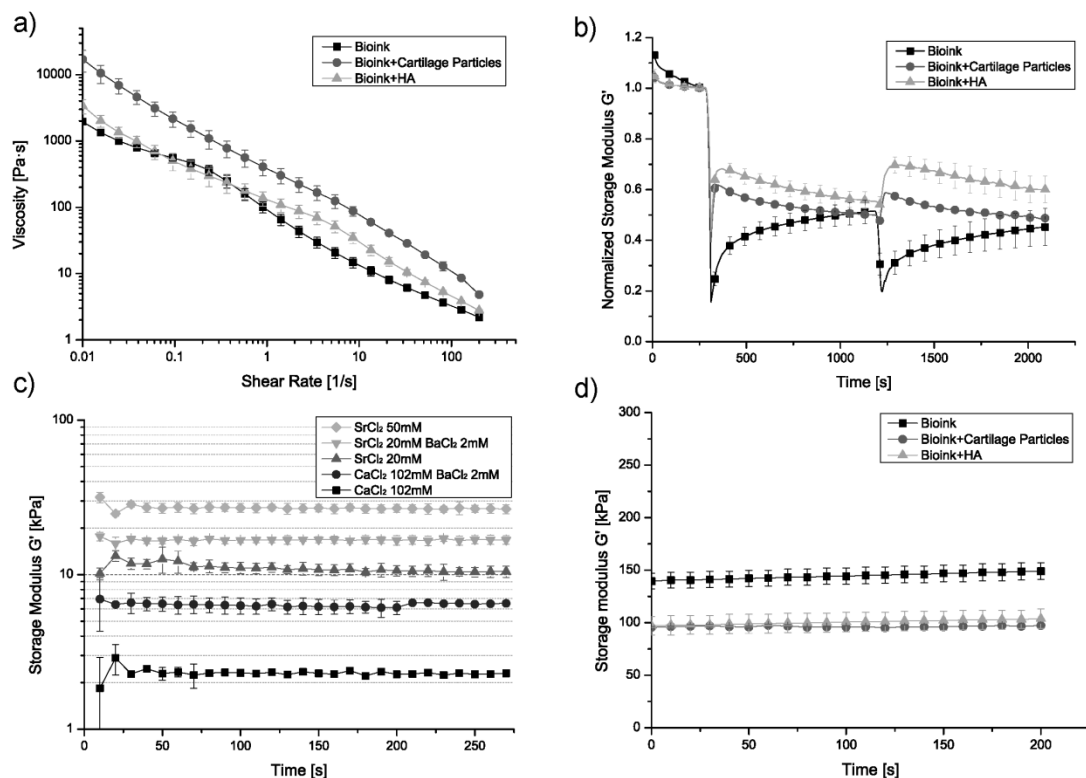 a)
Bioink
Bioink+Cartilage Particles
Bioink+HA
10000
1000
100
10
1
Viscosity [Pa·s]
0.01 0.1 1 10 100
Shear Rate [1/s]
b)
Bioink
Bioink+Cartilage Particles
Bioink+HA
1.2
1.0
0.8
0.6
0.4
0.2
0.0
Normalized Storage Modulus G'
0 500 1000 1500 2000
Time [s]
c)
SrCl₂ 50mM
SrCl₂ 20mM BaCl₂ 2mM
SrCl₂ 20mM
CaCl₂ 102mM BaCl₂ 2mM
CaCl₂ 102mM
100
10
1
Storage Modulus G' [kPa]
0 50 100 150 200 250
Time [s]
d)
Bioink
Bioink+Cartilage Particles
Bioink+HA
300
250
200
150
100
50
0
Storage modulus G' [kPa]
0 50 100 150 200
Time [s]